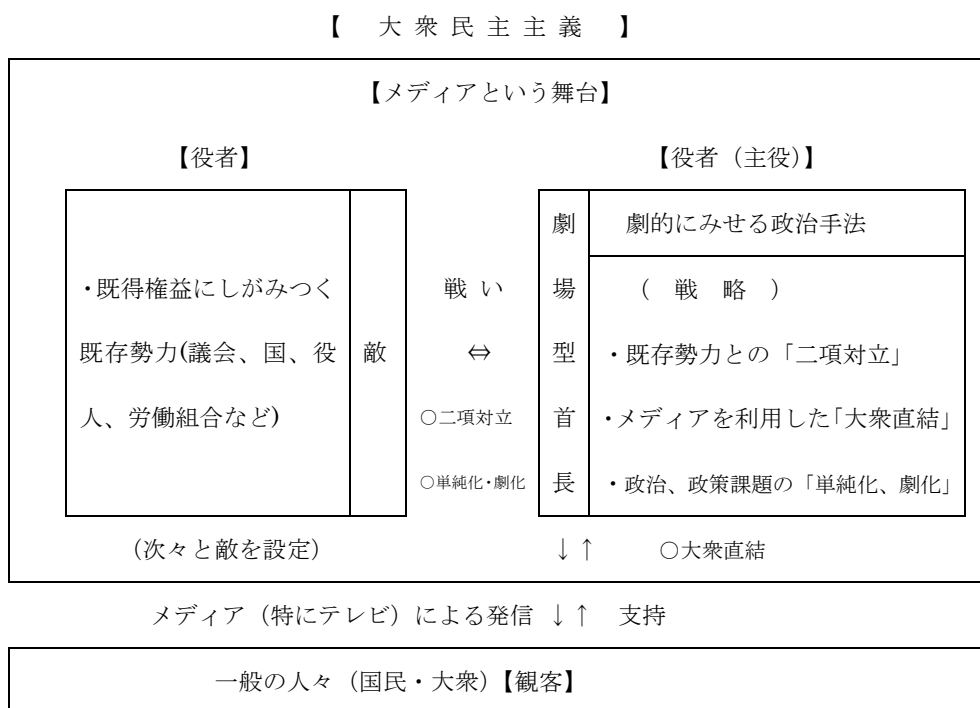 【 大 衆 民 主 主 義 】
【メディアという舞台】
【役者】
【役者（主役）】
・既得権益にしがみつく
既存勢力(議会、国、役
人、労働組合など)
敵
戦 い
⇔
○二項対立
○単純化・劇化
劇
場
型
首
長
劇的にみせる政治手法
（ 戦 略 ）
・既存勢力との「二項対立」
・メディアを利用した「大衆直結」
・政治、政策課題の「単純化、劇化」
（次々と敵を設定）
↓↑ ○大衆直結
メディア（特にテレビ）による発信 ↓↑ 支持
一般の人々（国民・大衆）【観客】